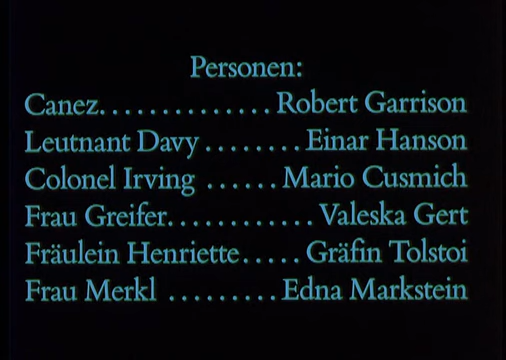 Personen:
Canez. . . . . . . . . . . . . . Robert Garrison
Leutnant Davy . . . . . . . . Einar Hanson
Colonel Irving . . . . . . Mario Cusmich
Frau Greifer. . . . . . . . . . . . Valeska Gert
Fräulein Henriette. . . . . Gräfin Tolstoi
Frau Merkl . . . . . . . . . Edna Markstein